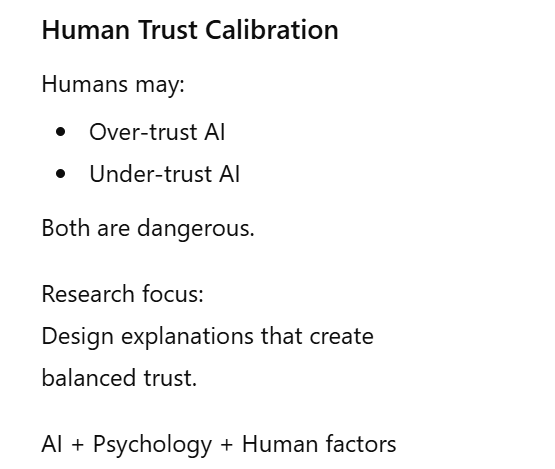 Human Trust Calibration
Humans may:
• Over-trust AI
• Under-trust AI
Both are dangerous.
Research focus:
Design explanations that create
balanced trust.
AI + Psychology + Human factors